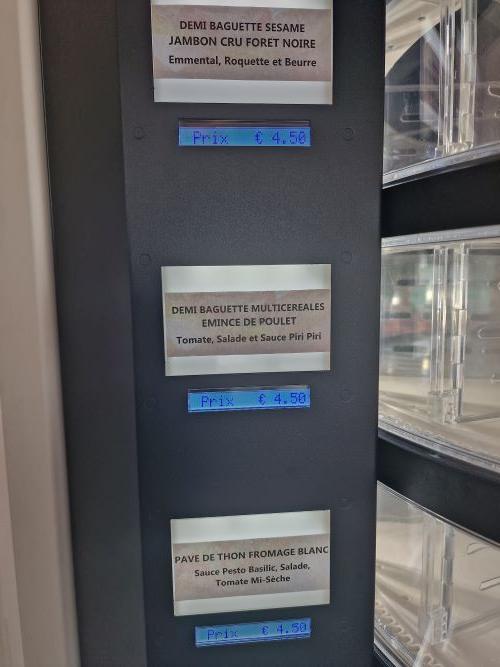 DEMI BAGUETTE SESAME
JAMBON CRU FORET NOIRE
Emmental, Roquette et Beurre
Prix € 4.50
DEMI BAGUETTE MULTICEREALES
EMINCE DE POULET
Tomate, Salade et Sauce Piri Piri
Prix € 4.50
PAVE DE THON FROMAGE BLANC
Sauce Pesto Basilic, Salade,
Tomate Mi-Sèche
Prix € 4.50